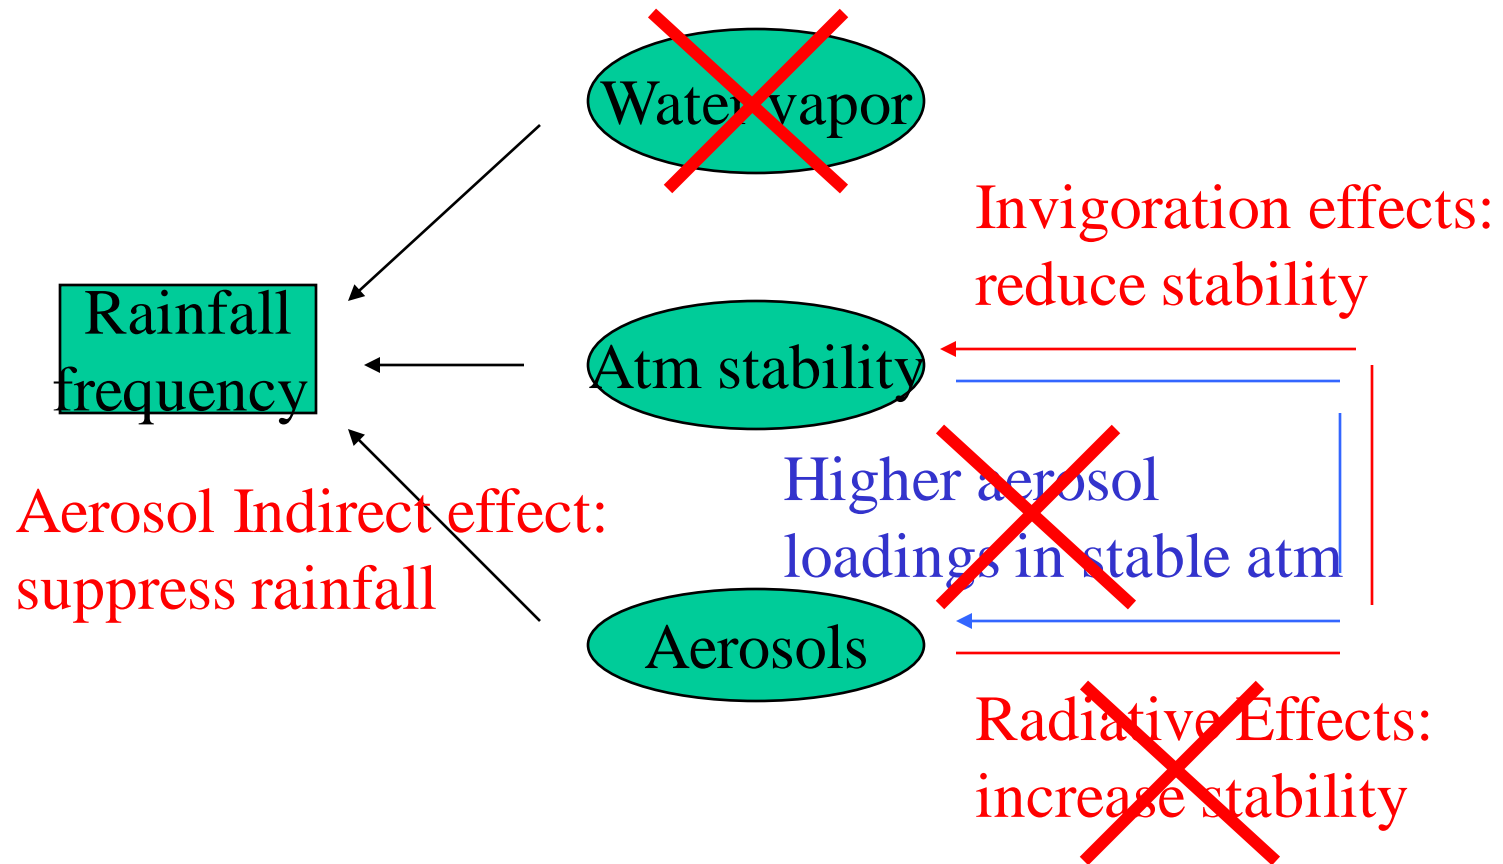 Water vapor
Invigoration effects:
reduce stability
Rainfall
frequency
Atm stability
Higher aerosol
loadings in stable atm
Aerosol Indirect effect:
suppress rainfall
Aerosols
Radiative Effects:
increase stability